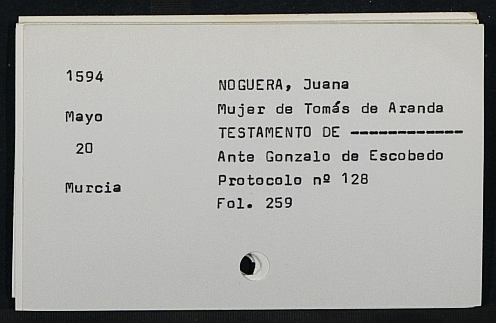 1594
Mayo
20
Murcia
NOGUERA, Juana
Mujer de Tomás de Aranda
TESTAMENTO DE -------------
Ante Gonzalo de Escobedo
Protocolo nº 128
Fol. 259